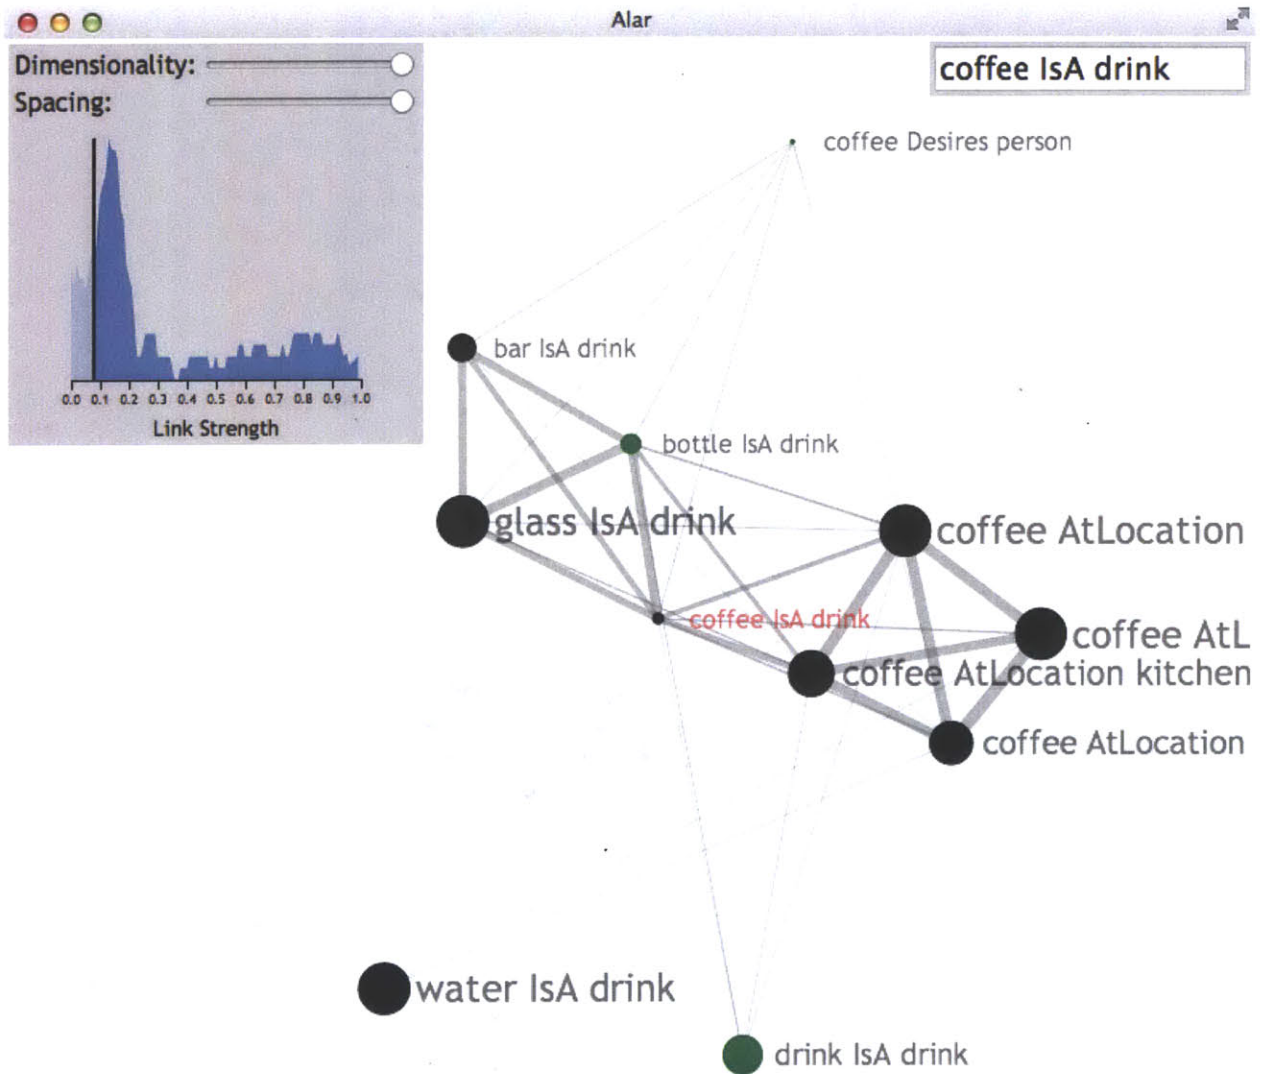 Alar
Dimensionality:
Spacing:
coffee IsA drink
coffee Desires person
0.0 0.1 0.2 0.3 0.4 0.5 0.6 0.7 0.8 0.9 1.0
Link Strength
bar IsA drink
bottle IsA drink
glass IsA drink
coffee AtLocation
coffee IsA drink
coffee AtL
coffee AtLocation kitchen
coffee AtLocation
water IsA drink
drink IsA drink